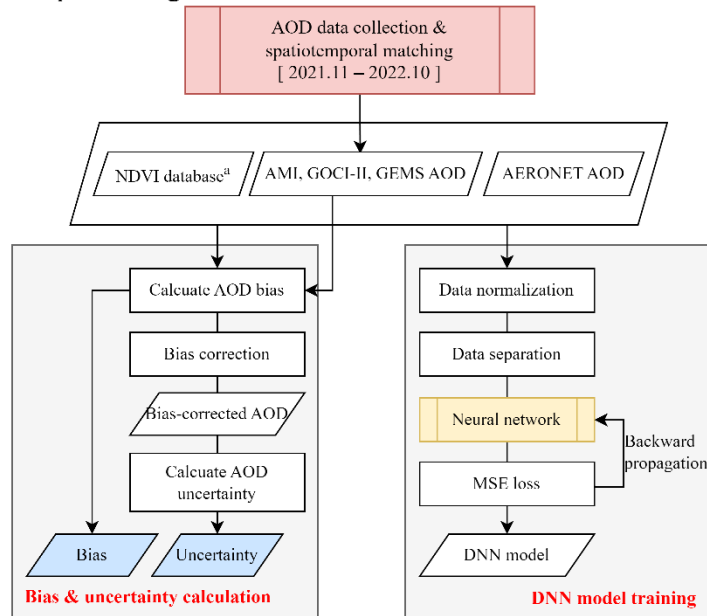 AOD data collection &
spatiotemporal matching
[ 2021.11 – 2022.10 ]
NDVI databaseᵃ
AMI, GOCI-II, GEMS AOD
AERONET AOD
Calcuate AOD bias
Bias correction
Bias-corrected AOD
Calcuate AOD
uncertainty
Bias
Uncertainty
Bias & uncertainty calculation
Data normalization
Data separation
Neural network
Backward
propagation
MSE loss
DNN model
DNN model training